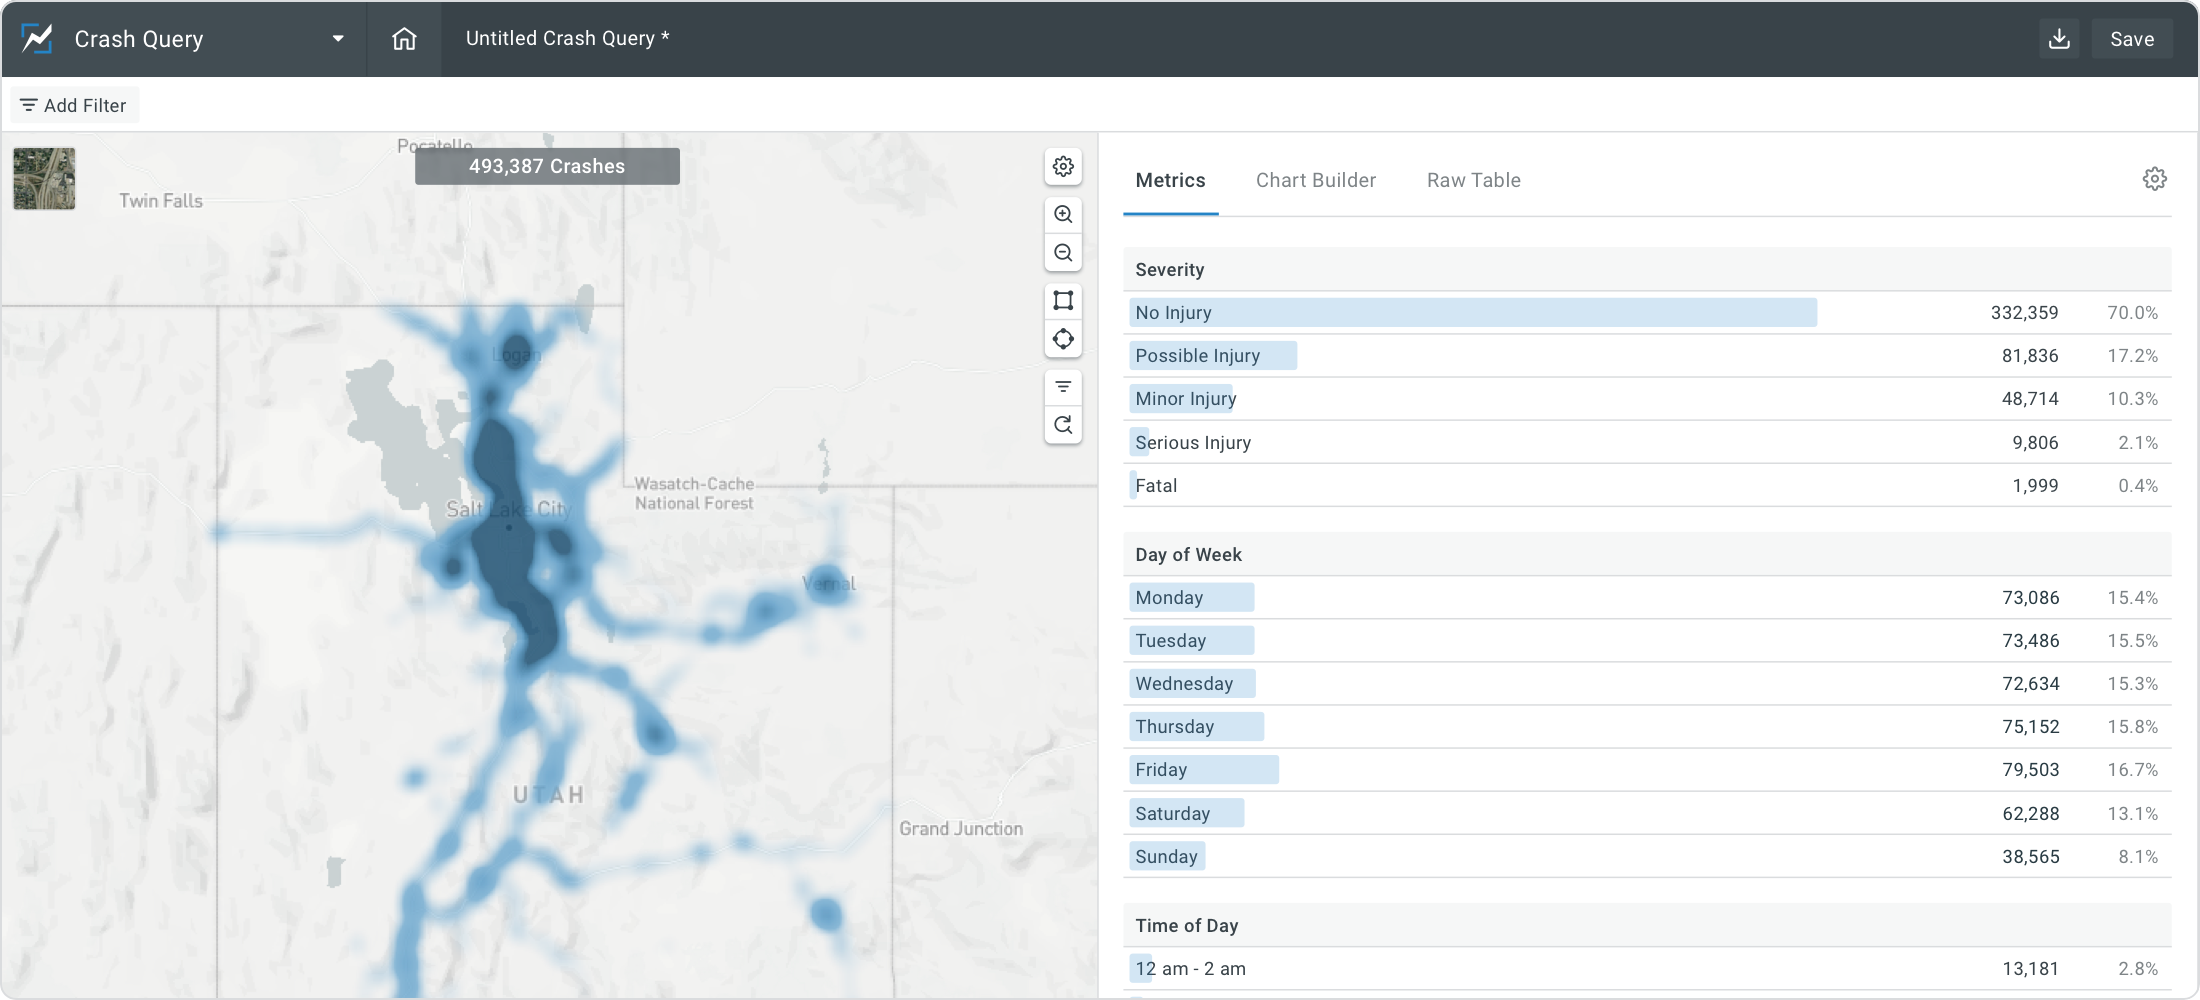 Crash Query
Untitled Crash Query *
Save
Add Filter
Pocatello
493,387 Crashes
Twin Falls
Logan
Wasatch-Cache
National Forest
Salt Lake City
Vernal
UTAH
Grand Junction
Metrics Chart Builder Raw Table
Severity
No Injury 332,359 70.0%
Possible Injury 81,836 17.2%
Minor Injury 48,714 10.3%
Serious Injury 9,806 2.1%
Fatal 1,999 0.4%
Day of Week
Monday 73,086 15.4%
Tuesday 73,486 15.5%
Wednesday 72,634 15.3%
Thursday 75,152 15.8%
Friday 79,503 16.7%
Saturday 62,288 13.1%
Sunday 38,565 8.1%
Time of Day
12 am - 2 am 13,181 2.8%